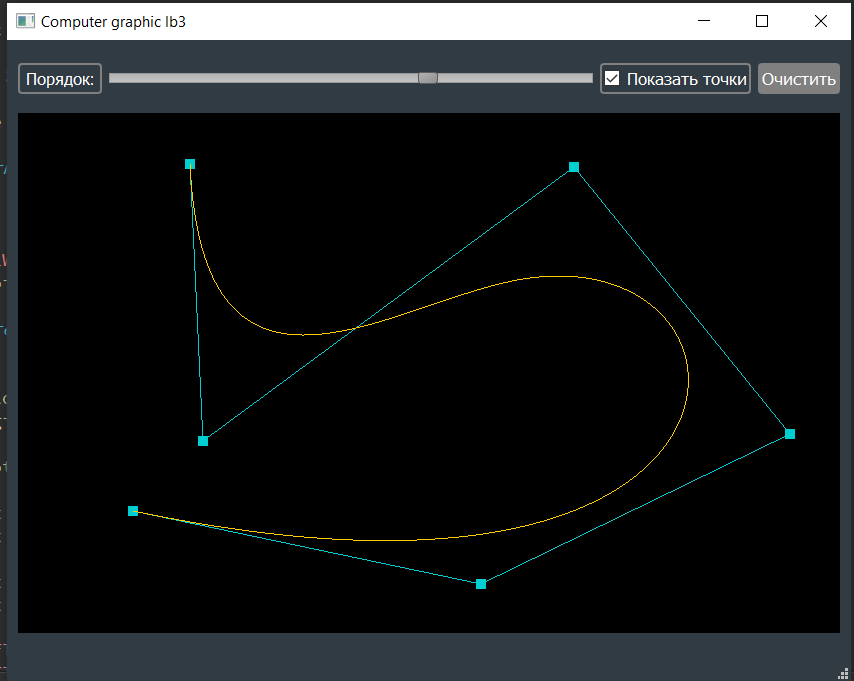 Computer graphic lb3
Порядок:
Показать точки
Очистить